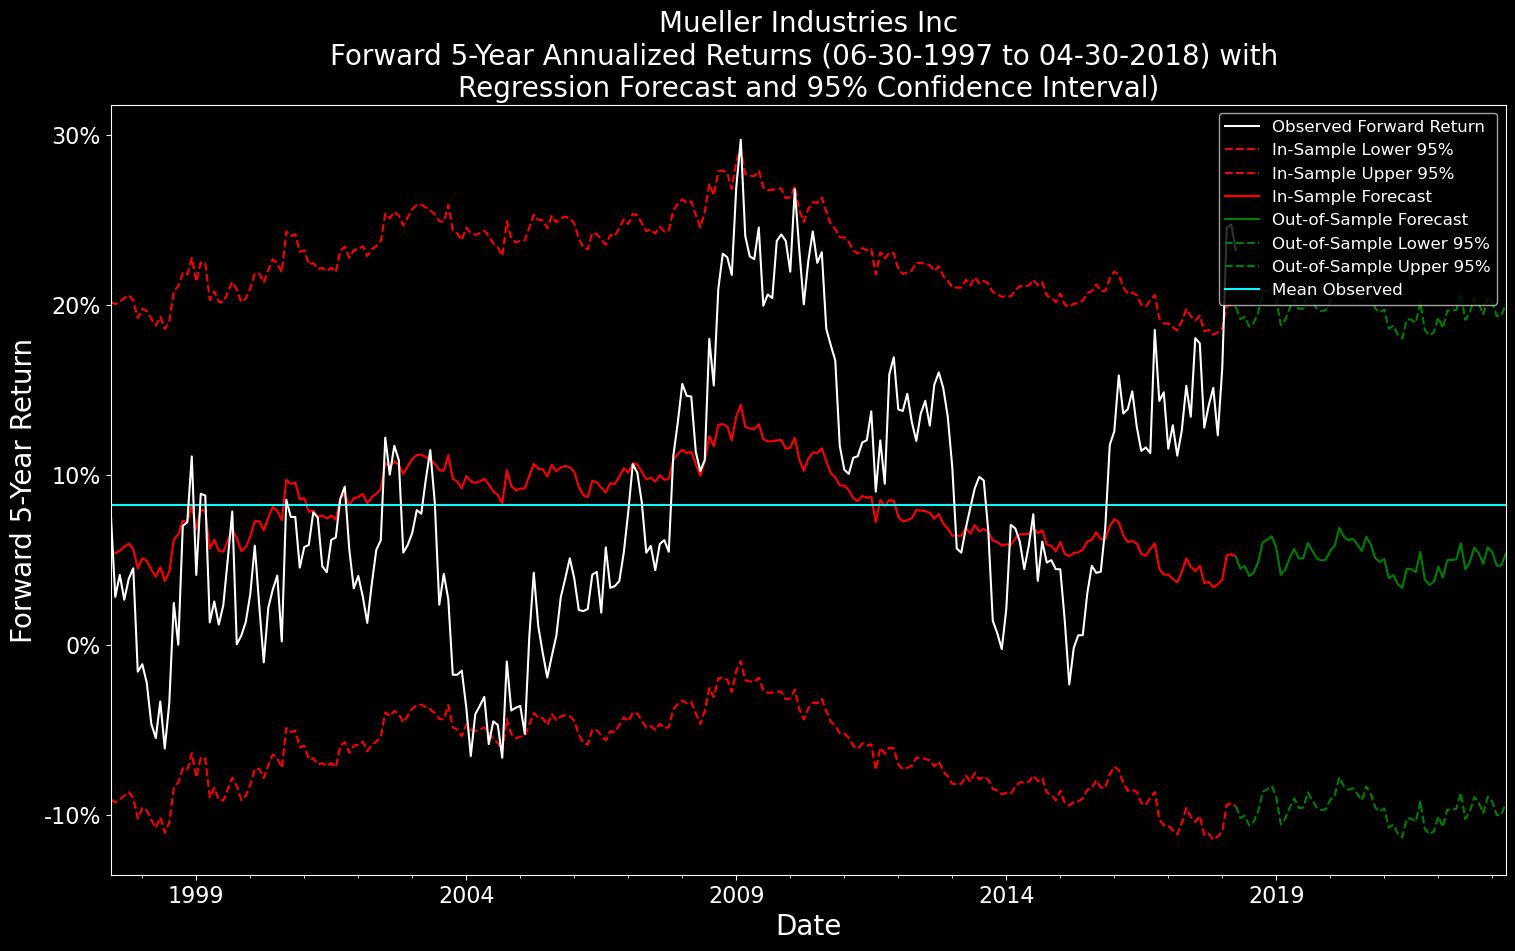 Mueller Industries Inc
Forward 5-Year Annualized Returns (06-30-1997 to 04-30-2018) with
Regression Forecast and 95% Confidence Interval)
Forward 5-Year Return
30%
20%
10%
0%
-10%
Observed Forward Return
In-Sample Lower 95%
In-Sample Upper 95%
In-Sample Forecast
Out-of-Sample Forecast
Out-of-Sample Lower 95%
Out-of-Sample Upper 95%
Mean Observed
1999
2004
2009
2014
2019
Date